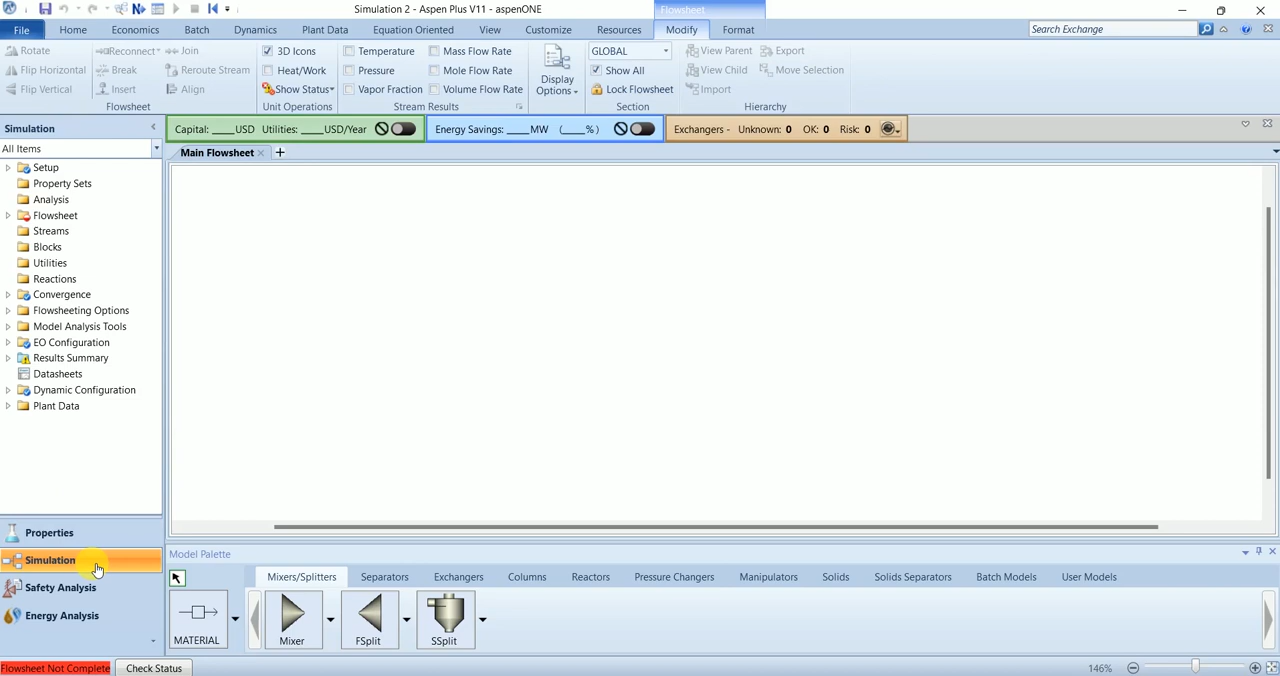 Simulation 2 - Aspen Plus V11 - aspenONE
Flowsheet
File Home Economics Batch Dynamics Plant Data Equation Oriented View Customize Resources Modify Format Search Exchange
Rotate Reconnect Join 3D Icons Temperature Mass Flow Rate GLOBAL View Parent Export
Flip Horizontal Break Reroute Stream Heat/Work Pressure Mole Flow Rate Display Options Show All View Child Move Selection
Flip Vertical Insert Align Show Status Vapor Fraction Volume Flow Rate Lock Flowsheet Import
Flowsheet Unit Operations Stream Results Section Hierarchy
Simulation Capital: ____USD Utilities: ____USD/Year Energy Savings: ____MW (____%) Exchangers - Unknown: 0 OK: 0 Risk: 0
All Items
Main Flowsheet
Setup
Property Sets
Analysis
Flowsheet
Streams
Blocks
Utilities
Reactions
Convergence
Flowsheeting Options
Model Analysis Tools
EO Configuration
Results Summary
Datasheets
Dynamic Configuration
Plant Data
Properties
Simulation
Safety Analysis
Energy Analysis
Model Palette
Mixers/Splitters Separators Exchangers Columns Reactors Pressure Changers Manipulators Solids Solids Separators Batch Models User Models
MATERIAL Mixer FSplit SSplit
Flowsheet Not Complete Check Status 146%